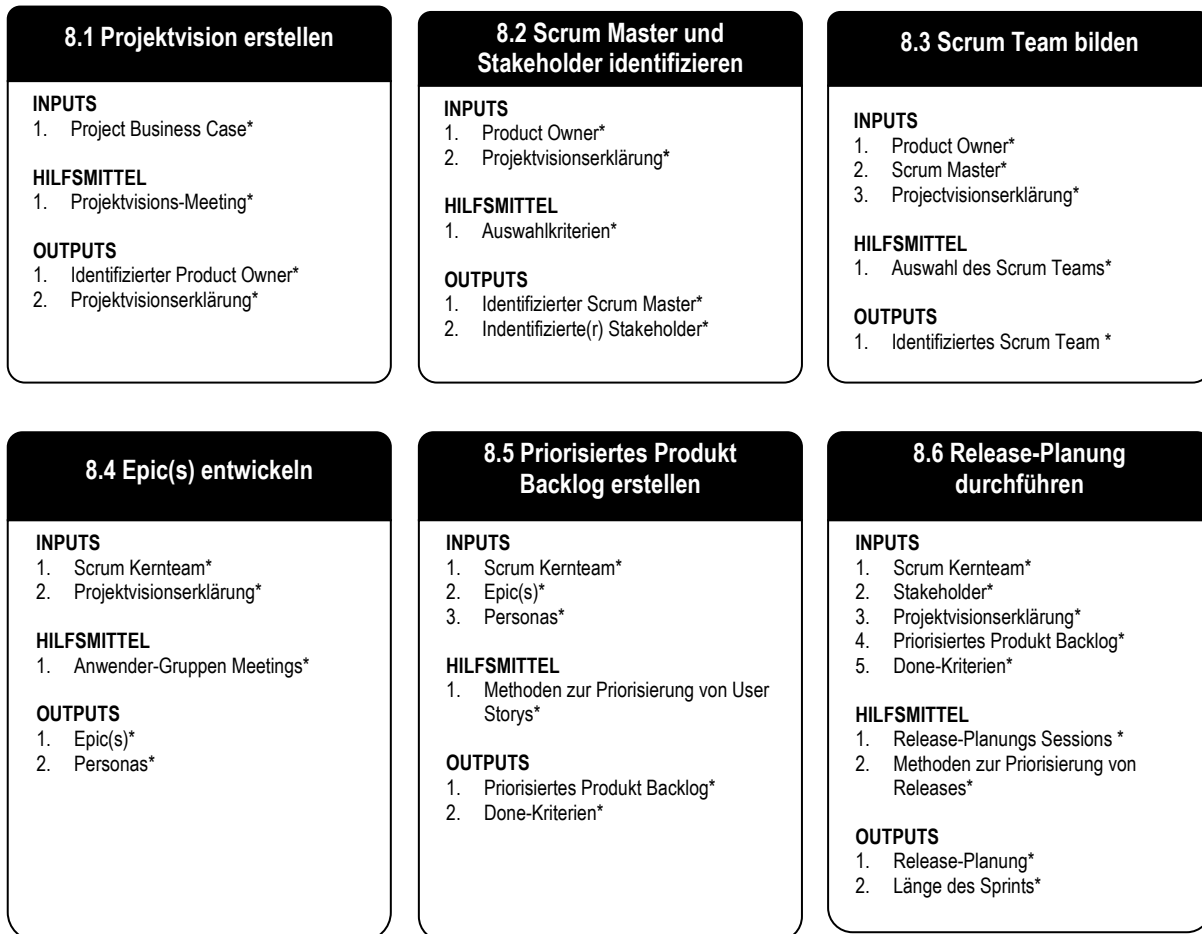 8.1 Projektvision erstellen
INPUTS
1. Project Business Case*
HILFSMITTEL
1. Projektvisions-Meeting*
OUTPUTS
1. Identifizierter Product Owner*
2. Projektvisionserklärung*
8.2 Scrum Master und
Stakeholder identifizieren
INPUTS
1. Product Owner*
2. Projektvisionserklärung*
HILFSMITTEL
1. Auswahlkriterien*
OUTPUTS
1. Identifizierter Scrum Master*
2. Indentifizierte(r) Stakeholder*
8.3 Scrum Team bilden
INPUTS
1. Product Owner*
2. Scrum Master*
3. Projectvisionserklärung*
HILFSMITTEL
1. Auswahl des Scrum Teams*
OUTPUTS
1. Identifiziertes Scrum Team *
8.4 Epic(s) entwickeln
INPUTS
1. Scrum Kernteam*
2. Projektvisionserklärung*
HILFSMITTEL
1. Anwender-Gruppen Meetings*
OUTPUTS
1. Epic(s)*
2. Personas*
8.5 Priorisiertes Produkt
Backlog erstellen
INPUTS
1. Scrum Kernteam*
2. Epic(s)*
3. Personas*
HILFSMITTEL
1. Methoden zur Priorisierung von User
Storys*
OUTPUTS
1. Priorisiertes Produkt Backlog*
2. Done-Kriterien*
8.6 Release-Planung
durchführen
INPUTS
1. Scrum Kernteam*
2. Stakeholder*
3. Projektvisionserklärung*
4. Priorisiertes Produkt Backlog*
5. Done-Kriterien*
HILFSMITTEL
1. Release-Planungs Sessions *
2. Methoden zur Priorisierung von
Releases*
OUTPUTS
1. Release-Planung*
2. Länge des Sprints*